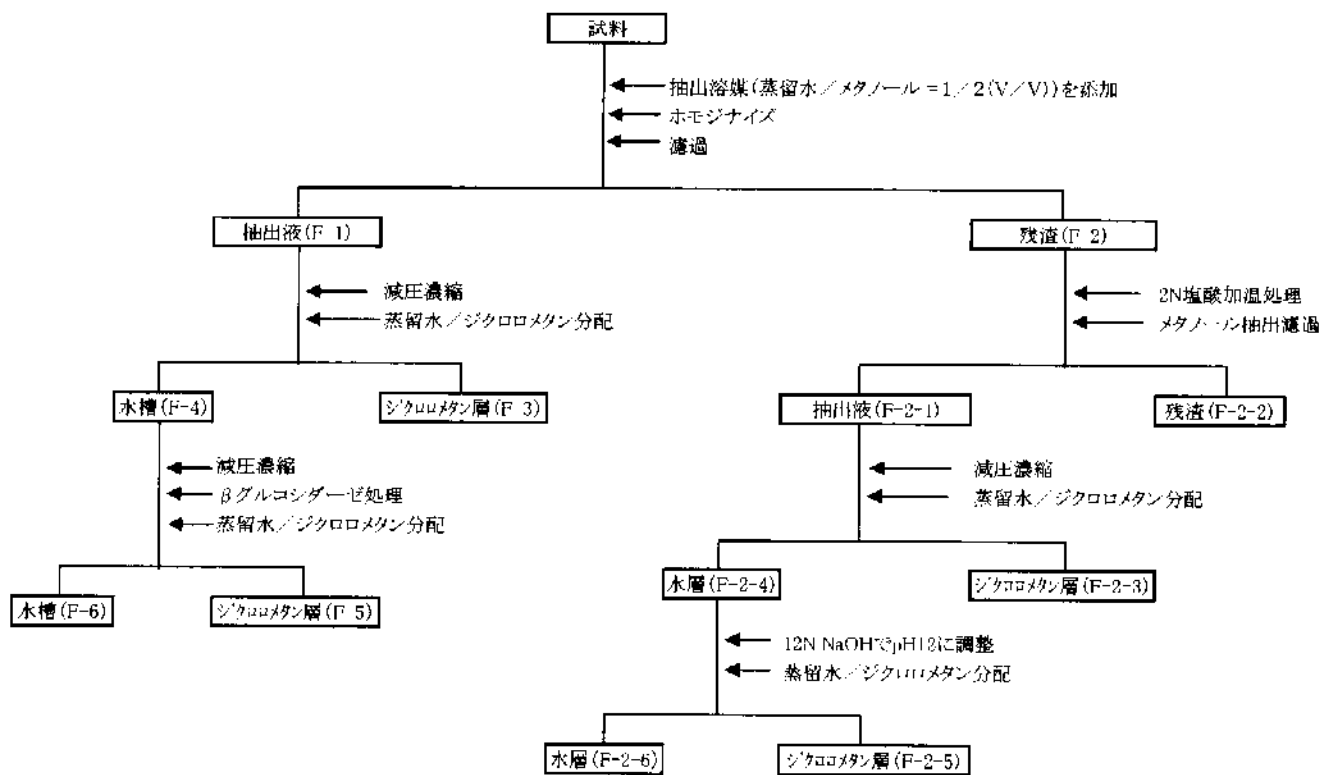 試料
抽出溶媒(蒸留水／メタノール =1／2(V／V))を添加
ホモジナイズ
濾過
抽出液(F 1)
残渣(F 2)
減圧濃縮
蒸留水／ジクロロメタン分配
2N塩酸加温処理
メタノール抽出濾過
水槽(F-4)
ジクロロメタン層(F 3)
抽出液(F-2-1)
残渣(F-2-2)
減圧濃縮
βグルコシダーゼ処理
蒸留水／ジクロロメタン分配
減圧濃縮
蒸留水／ジクロロメタン分配
水槽(F-6)
ジクロロメタン層(F 5)
水層(F-2-4)
ジクロロメタン層(F-2-3)
12N NaOHでpH12に調整
蒸留水／ジクロロメタン分配
水層(F-2-6)
ジクロロメタン層(F-2-5)